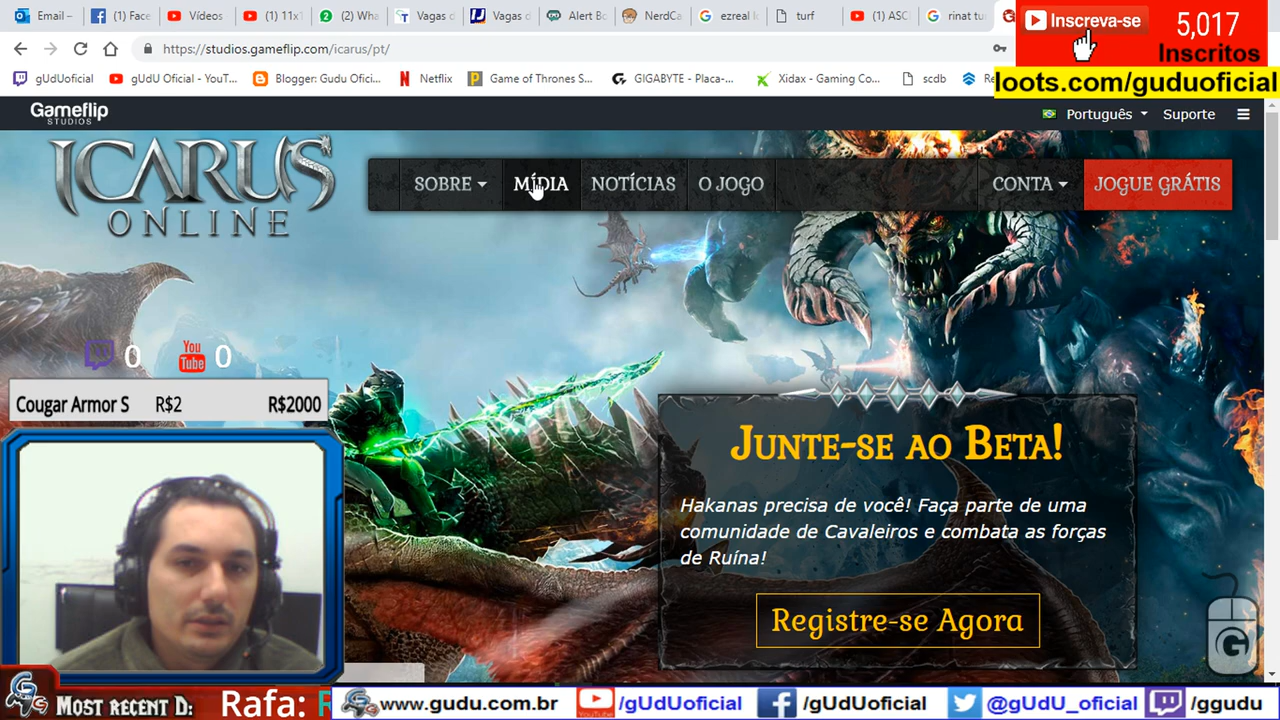 Email –
(1) Face
Vídeos
(1) 11x1
(2) Wha
Vagas d
Vagas d
Alert Bo
NerdCa
ezreal lo
turf
(1) ASC
rinat tur
Inscreva-se
5,017
Inscritos
https://studios.gameflip.com/icarus/pt/
gUdUoficial
gUdU Oficial - YouT...
Blogger: Gudu Ofici...
Netflix
Game of Thrones S...
GIGABYTE - Placa-...
Xidax - Gaming Co...
scdb
loots.com/guduoficial
Gameflip
STUDIOS
Português
Suporte
ICARUS
ONLINE
SOBRE
MÍDIA
NOTÍCIAS
O JOGO
CONTA
JOGUE GRÁTIS
0
You
Tube
0
Cougar Armor S R$2 R$2000
Junte-se ao Beta!
Hakanas precisa de você! Faça parte de uma
comunidade de Cavaleiros e combata as forças
de Ruína!
Registre-se Agora
Most recent D:
Rafa:
www.gudu.com.br
YouTube
/gUdUoficial
/gUdUoficial
@gUdU_oficial
/ggudu